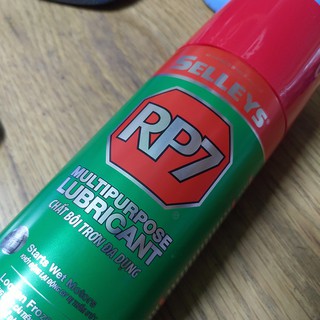 SELLEYS
RP7
MULTIPURPOSE
LUBRICANT
CHẤT BÔI TRƠN ĐA DỤNG
Starts Wet Motors